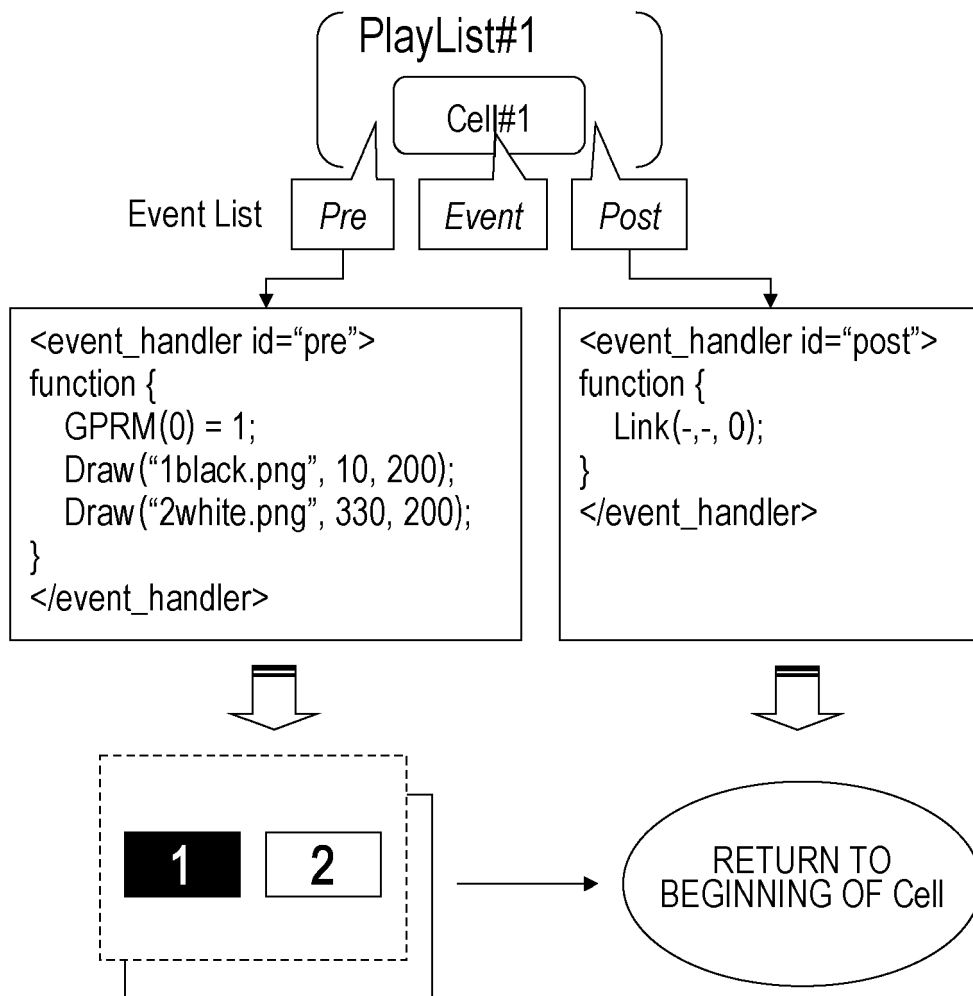 PlayList#1
Cell#1
Event List
Pre
Event
Post
<event_handler id=“pre”>
function {
GPRM(0) = 1;
Draw(“1black.png”, 10, 200);
Draw(“2white.png”, 330, 200);
}
</event_handler>
<event_handler id=“post”>
function {
Link(-,-, 0);
}
</event_handler>
1
2
RETURN TO
BEGINNING OF Cell